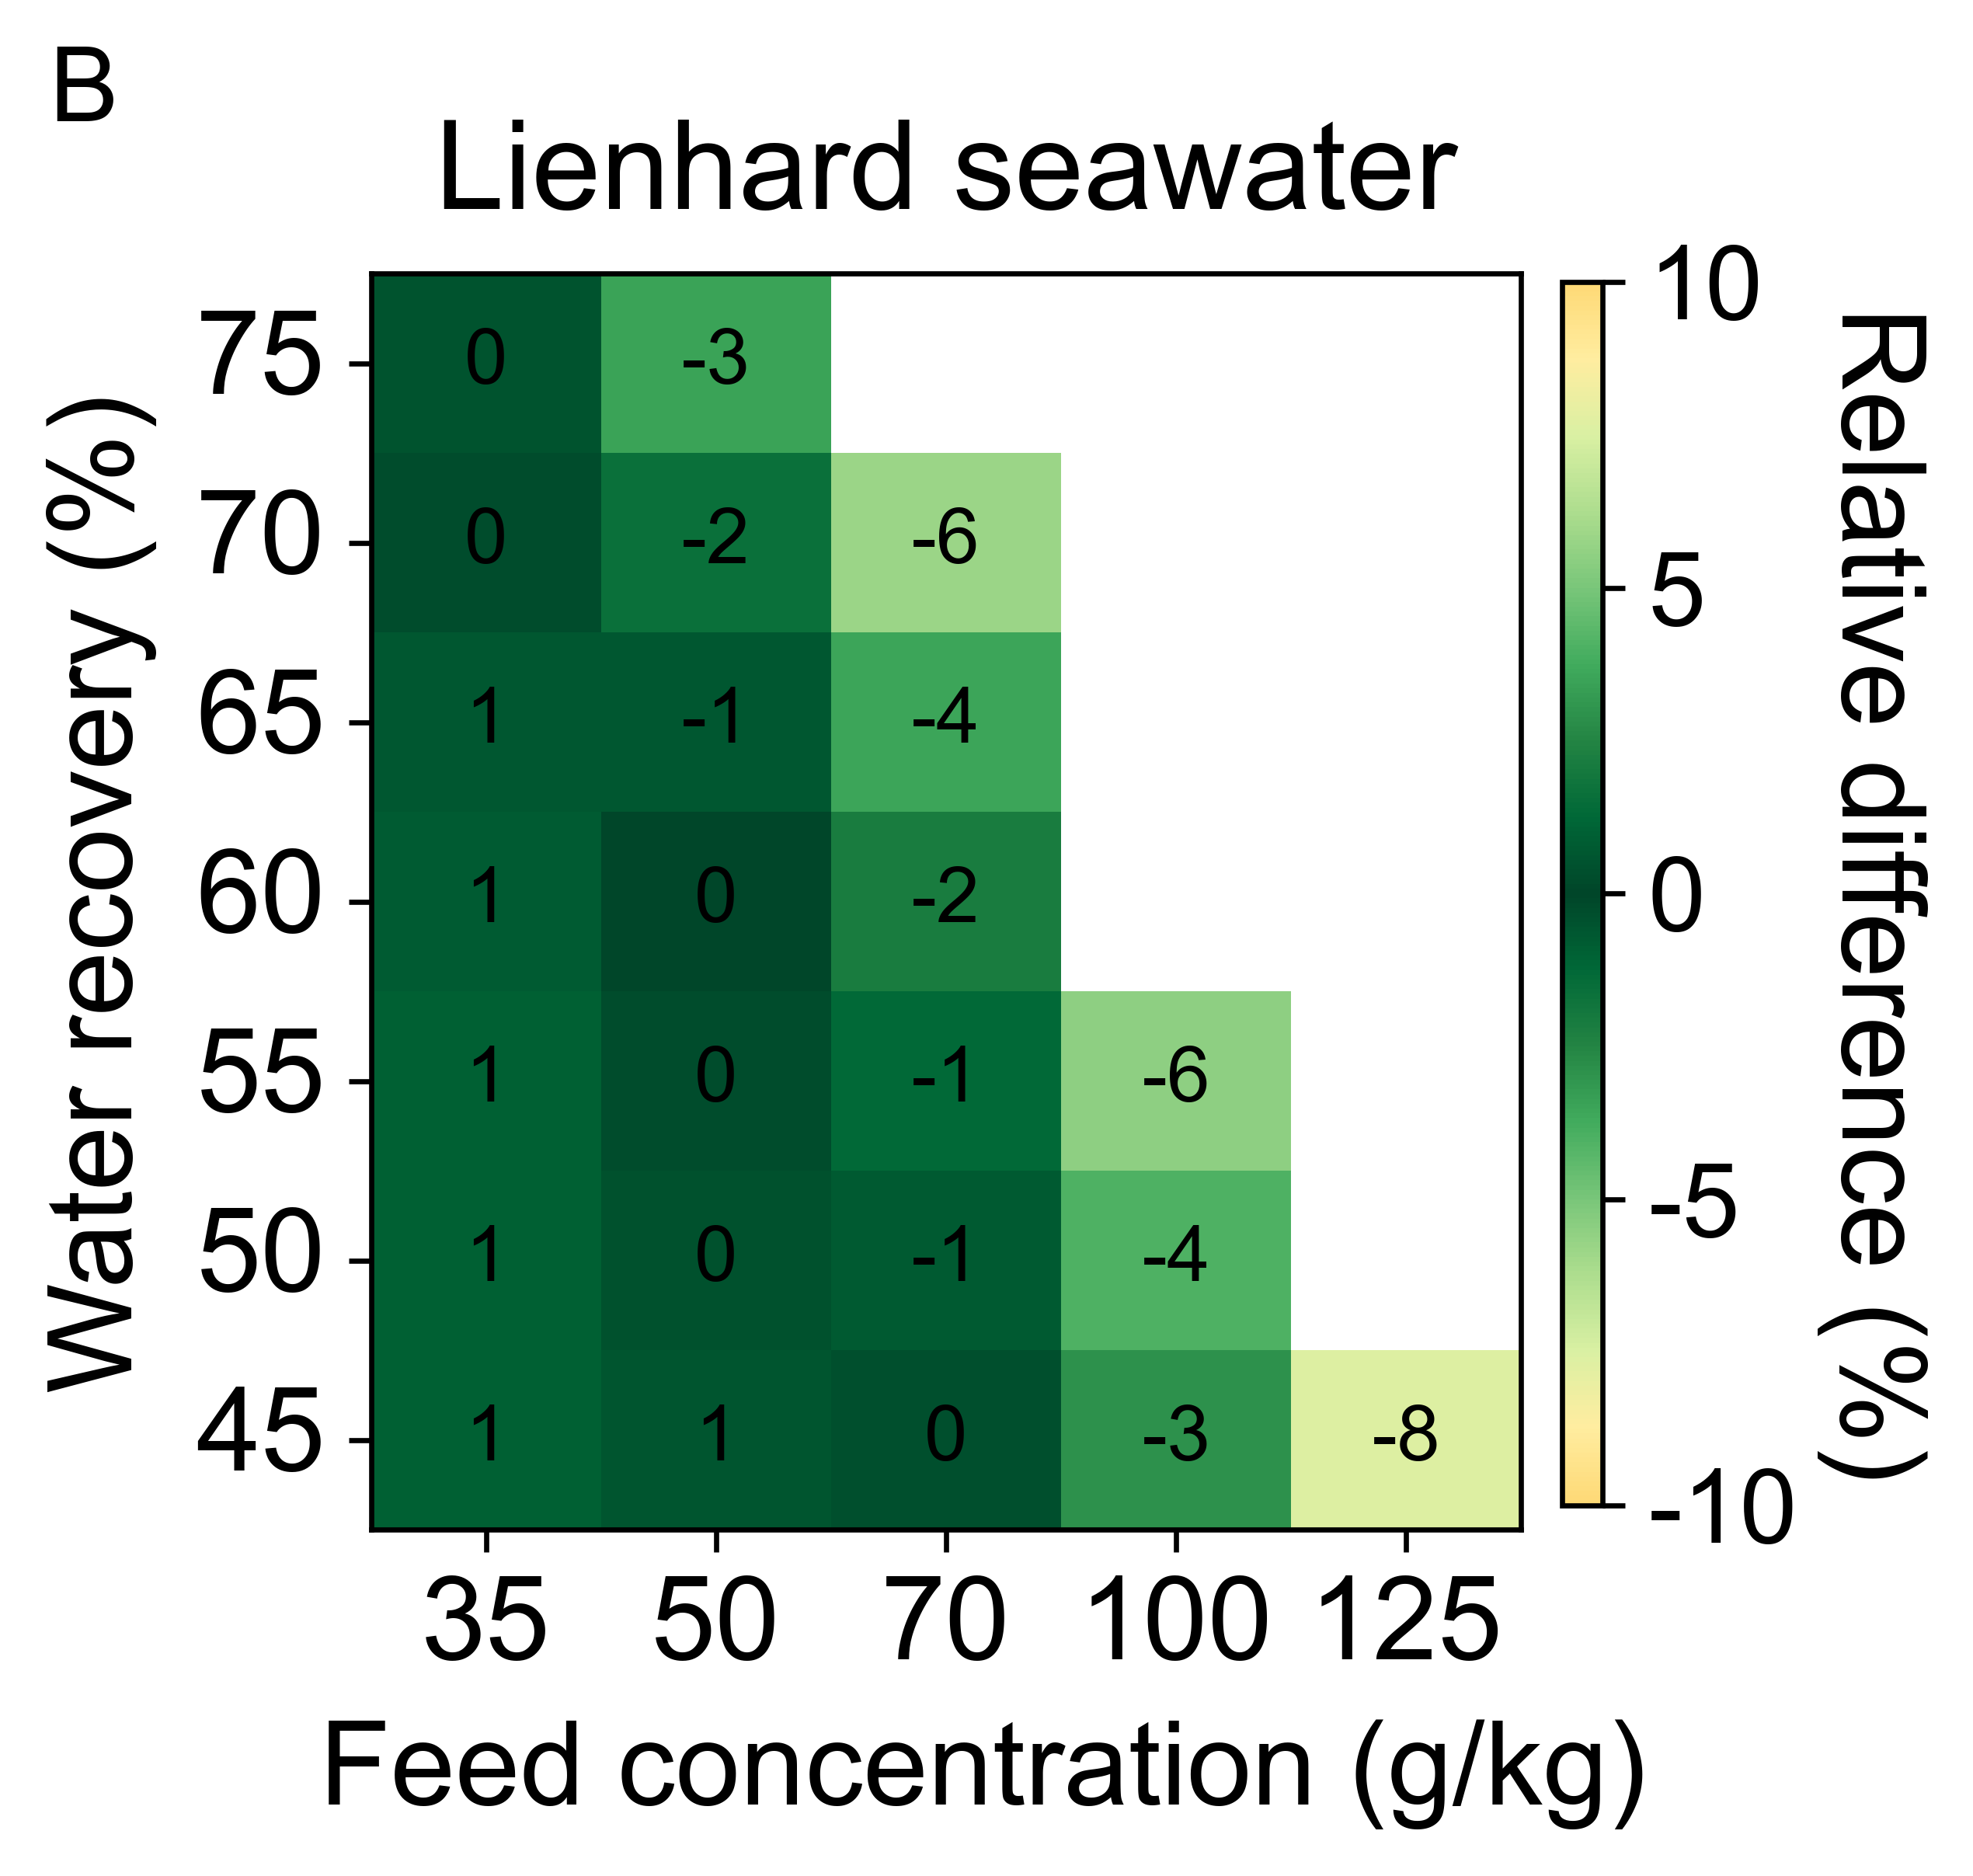 B
Lienhard seawater
Water recovery (%)
75 0 -3
70 0 -2 -6
65 1 -1 -4
60 1 0 -2
55 1 0 -1 -6
50 1 0 -1 -4
45 1 1 0 -3 -8
35 50 70 100 125
Feed concentration (g/kg)
10
5
0
-5
-10
Relative difference (%)